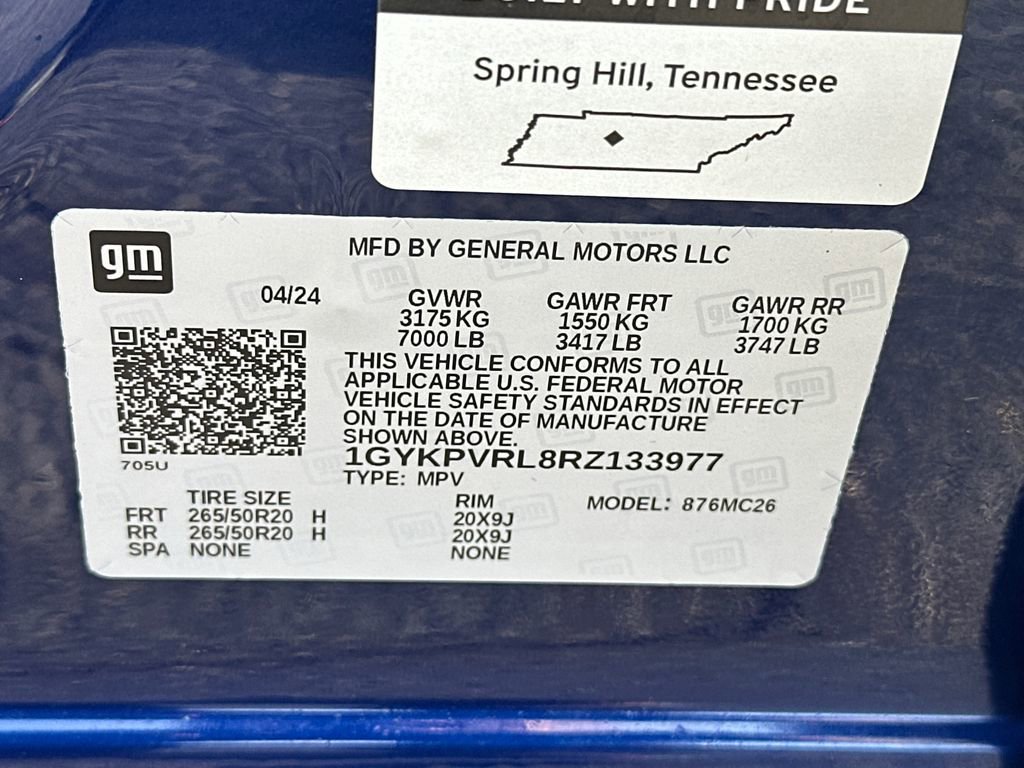 BUILT WITH PRIDE
Spring Hill, Tennessee
gm
MFD BY GENERAL MOTORS LLC
04/24
GVWR GAWR FRT GAWR RR
3175 KG 1550 KG 1700 KG
7000 LB 3417 LB 3747 LB
THIS VEHICLE CONFORMS TO ALL
APPLICABLE U.S. FEDERAL MOTOR
VEHICLE SAFETY STANDARDS IN EFFECT
ON THE DATE OF MANUFACTURE
SHOWN ABOVE.
705U
1GYKPVRL8RZ133977
TYPE: MPV
TIRE SIZE RIM MODEL: 876MC26
FRT 265/50R20 H 20X9J
RR 265/50R20 H 20X9J
SPA NONE NONE